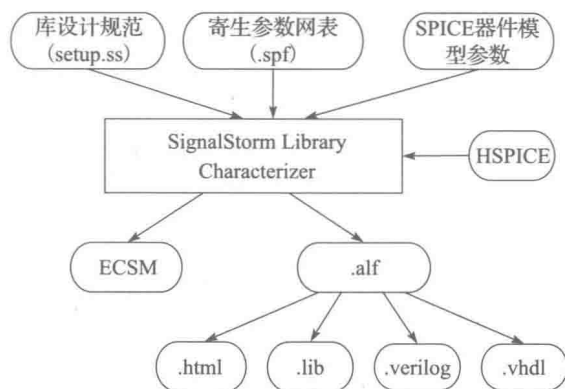 库设计规范
(setup.ss)
寄生参数网表
(.spf)
SPICE器件模
型参数
SignalStorm Library
Characterizer
HSPICE
ECSM
.alf
.html
.lib
.verilog
.vhdl